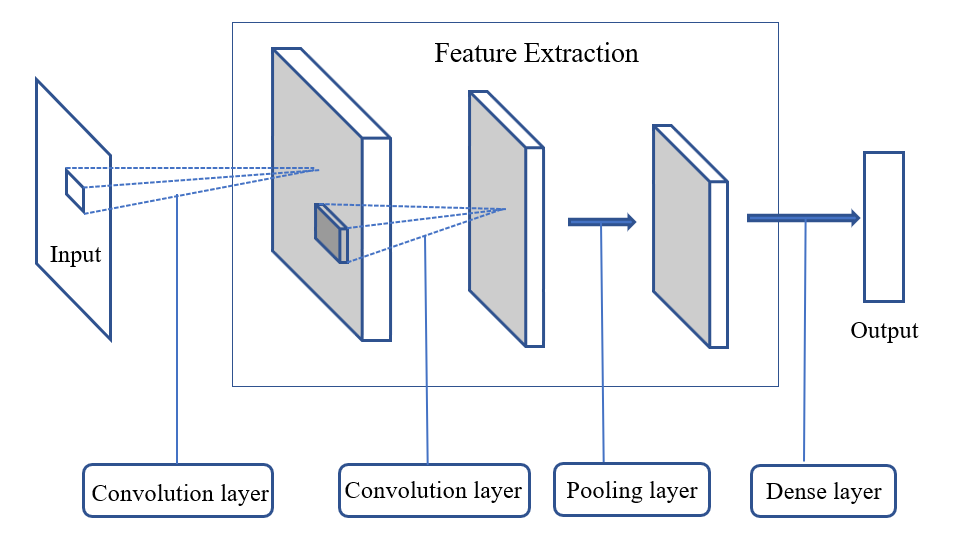 Feature Extraction
Input
Output
Convolution layer
Convolution layer
Pooling layer
Dense layer